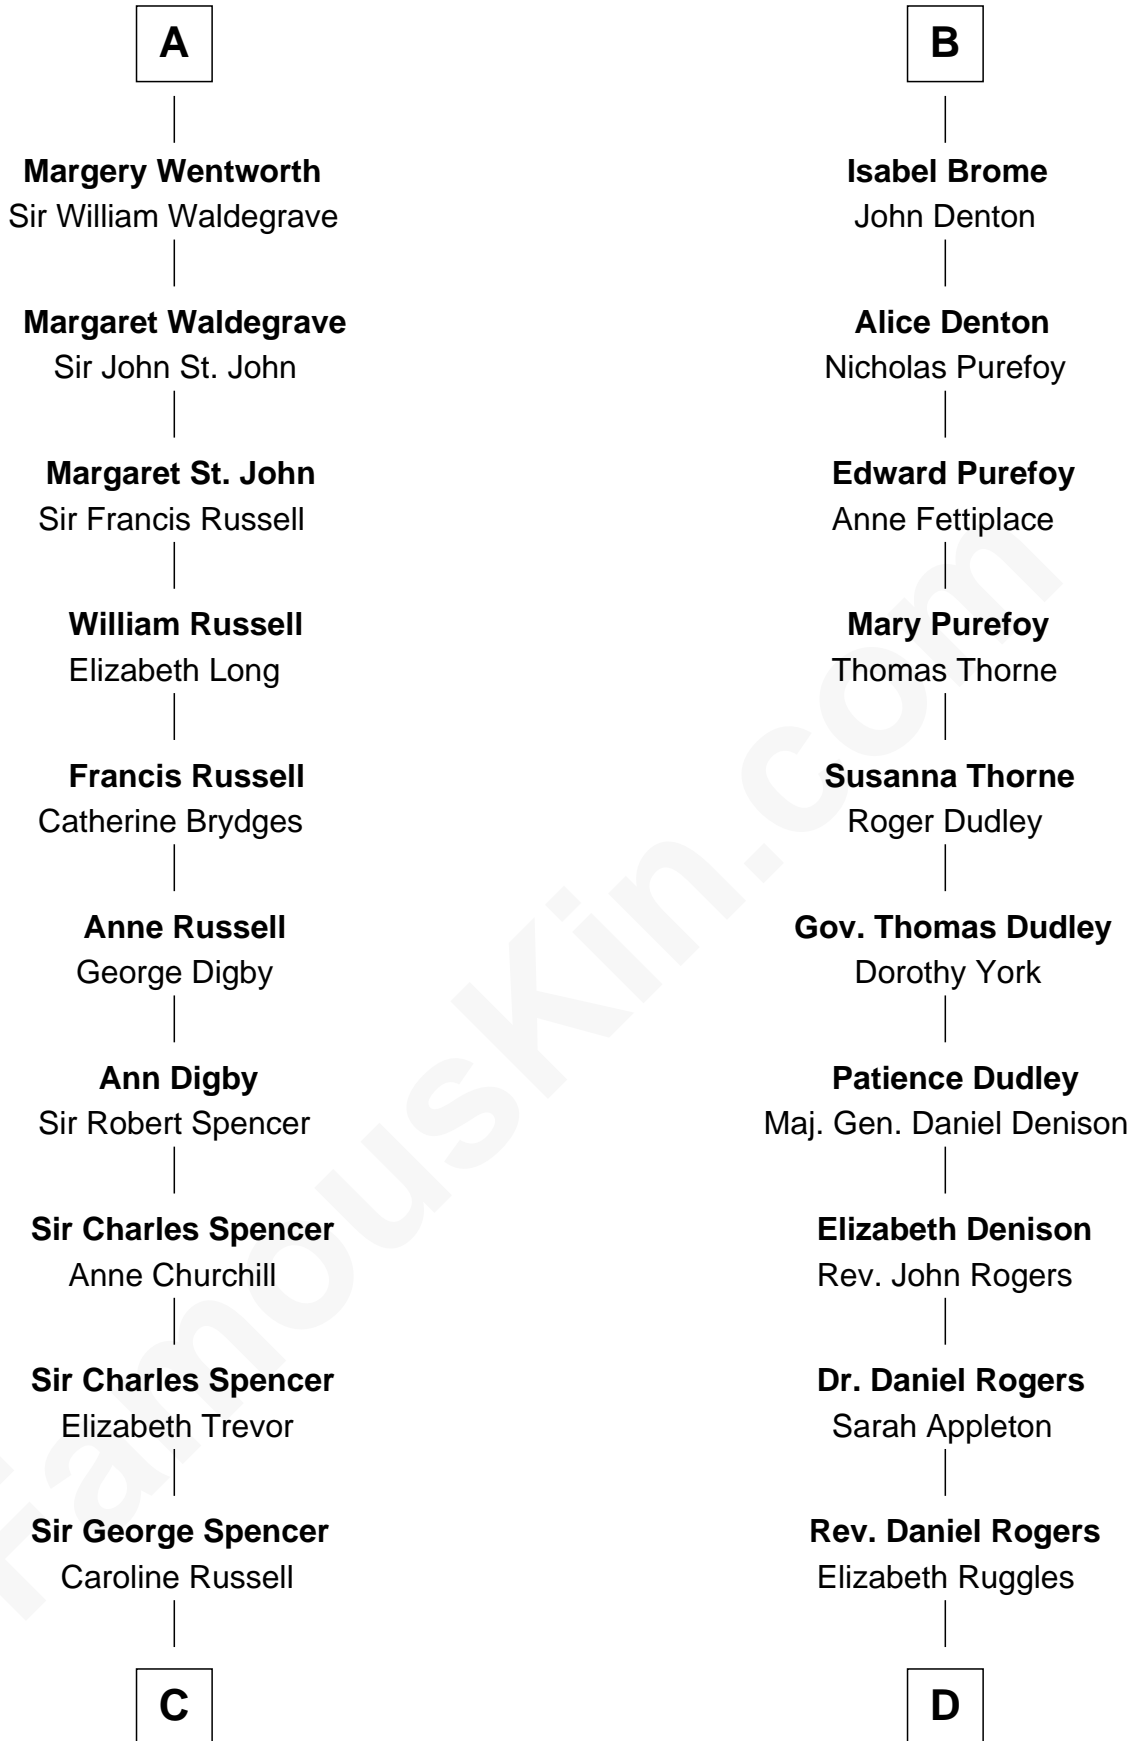 A
Margery Wentworth
Sir William Waldegrave
Margaret Waldegrave
Sir John St. John
Margaret St. John
Sir Francis Russell
William Russell
Elizabeth Long
Francis Russell
Catherine Brydges
Anne Russell
George Digby
Ann Digby
Sir Robert Spencer
Sir Charles Spencer
Anne Churchill
Sir Charles Spencer
Elizabeth Trevor
Sir George Spencer
Caroline Russell
C
B
Isabel Brome
John Denton
Alice Denton
Nicholas Purefoy
Edward Purefoy
Anne Fettiplace
Mary Purefoy
Thomas Thorne
Susanna Thorne
Roger Dudley
Gov. Thomas Dudley
Dorothy York
Patience Dudley
Maj. Gen. Daniel Denison
Elizabeth Denison
Rev. John Rogers
Dr. Daniel Rogers
Sarah Appleton
Rev. Daniel Rogers
Elizabeth Ruggles
D
FamousKin.com